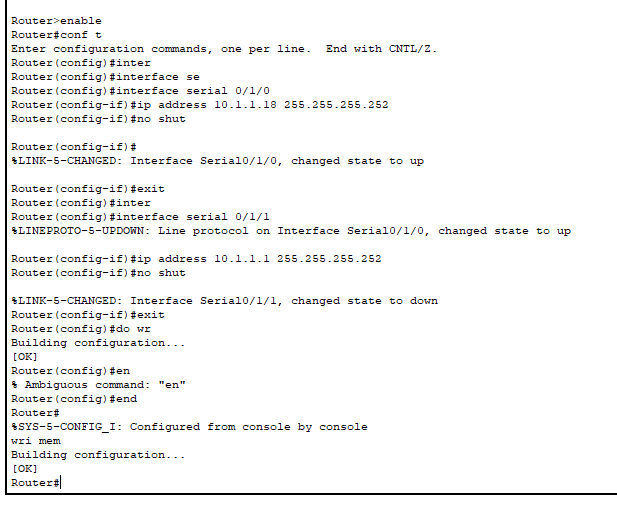 Router>enable
Router#conf t
Enter configuration commands, one per line.  End with CNTL/Z.
Router(config)#inter
Router(config)#interface se
Router(config)#interface serial 0/1/0
Router(config-if)#ip address 10.1.1.18 255.255.255.252
Router(config-if)#no shut
Router(config-if)#
%LINK-5-CHANGED: Interface Serial0/1/0, changed state to up
Router(config-if)#exit
Router(config)#inter
Router(config)#interface serial 0/1/1
%LINEPROTO-5-UPDOWN: Line protocol on Interface Serial0/1/0, changed state to up
Router(config-if)#ip address 10.1.1.1 255.255.255.252
Router(config-if)#no shut
%LINK-5-CHANGED: Interface Serial0/1/1, changed state to down
Router(config-if)#exit
Router(config)#do wr
Building configuration...
[OK]
Router(config)#en
% Ambiguous command: "en"
Router(config)#end
Router#
%SYS-5-CONFIG_I: Configured from console by console
wri mem
Building configuration...
[OK]
Router#